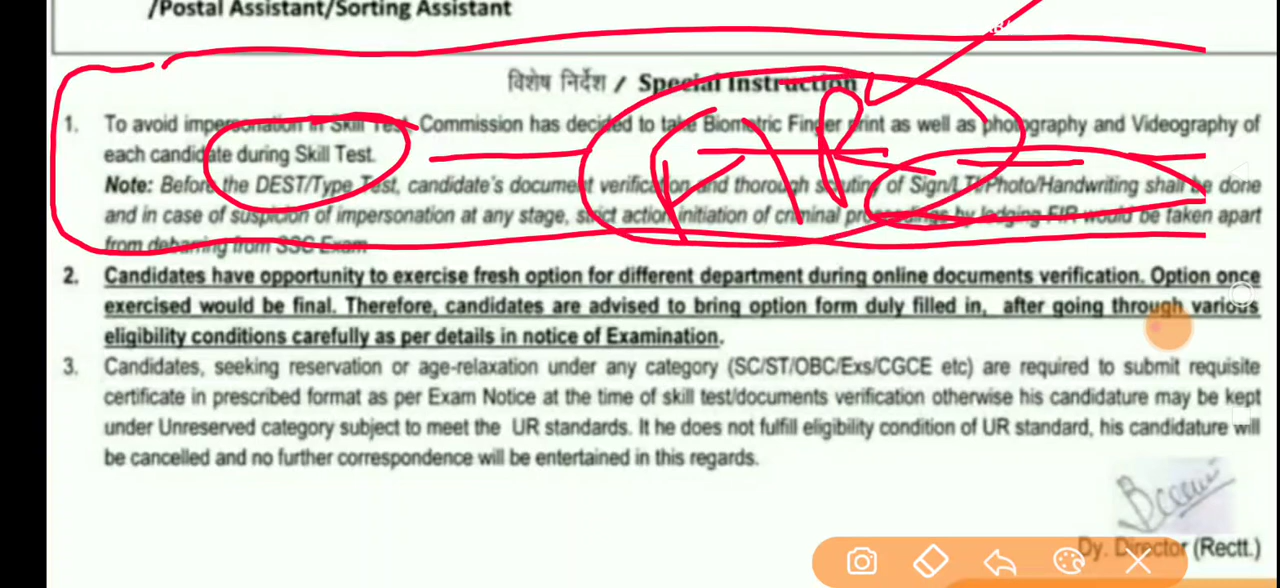 /Postal Assistant/Sorting Assistant
विशेष निर्देश / Special Instruction
1. To avoid impersonation in Skill Test Commission has decided to take Biometric Finger print as well as photography and Videography of
each candidate during Skill Test.
Note: Before the DEST/Type Test, candidate's document verification and thorough scrutiny of Sign/LTI/Photo/Handwriting shall be done
and in case of suspicion of impersonation at any stage, strict action initiation of criminal proceedings by lodging FIR would be taken apart
from debarring from SSC Exam
2. Candidates have opportunity to exercise fresh option for different department during online documents verification. Option once
exercised would be final. Therefore, candidates are advised to bring option form duly filled in, after going through various
eligibility conditions carefully as per details in notice of Examination.
3. Candidates, seeking reservation or age-relaxation under any category (SC/ST/OBC/Exs/CGCE etc) are required to submit requisite
certificate in prescribed format as per Exam Notice at the time of skill test/documents verification otherwise his candidature may be kept
under Unreserved category subject to meet the UR standards. It he does not fulfill eligibility condition of UR standard, his candidature will
be cancelled and no further correspondence will be entertained in this regards.
Dy. Director (Rectt.)